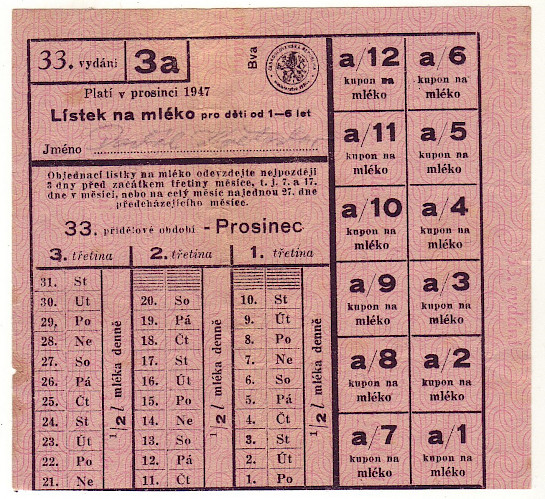 33. vydání 3a
Bva
Platí v prosinci 1947
Lístek na mléko pro děti od 1—6 let
Jméno
Objednací lístky na mléko odevzdejte nejpozději
3 dny před začátkem třetiny měsíce, t. j. 7. a 17.
dne v měsíci, nebo na celý měsíc najednou 27. dne
předcházejícího měsíce.
33. přídělové období - Prosinec
3. třetina 2. třetina 1. třetina
31. St
30. Út 20. So 10. St
29. Po 19. Pá 9. Út
28. Ne 18. Čt 8. Po
27. So 17. St 7. Ne
26. Pá 16. Út 6. So
25. Čt 15. Po 5. Pá
24. St 14. Ne 4. Čt
23. Út 13. So 3. St
22. Po 12. Pá 2. Út
21. Ne 11. Čt 1. Po
1/2 l mléka denně
1/2 l mléka denně
1/2 l mléka denně
a/12 a/6
kupon na kupon na
mléko mléko
a/11 a/5
kupon na kupon na
mléko mléko
a/10 a/4
kupon na kupon na
mléko mléko
a/9 a/3
kupon na kupon na
mléko mléko
a/8 a/2
kupon na kupon na
mléko mléko
a/7 a/1
kupon na kupon na
mléko mléko